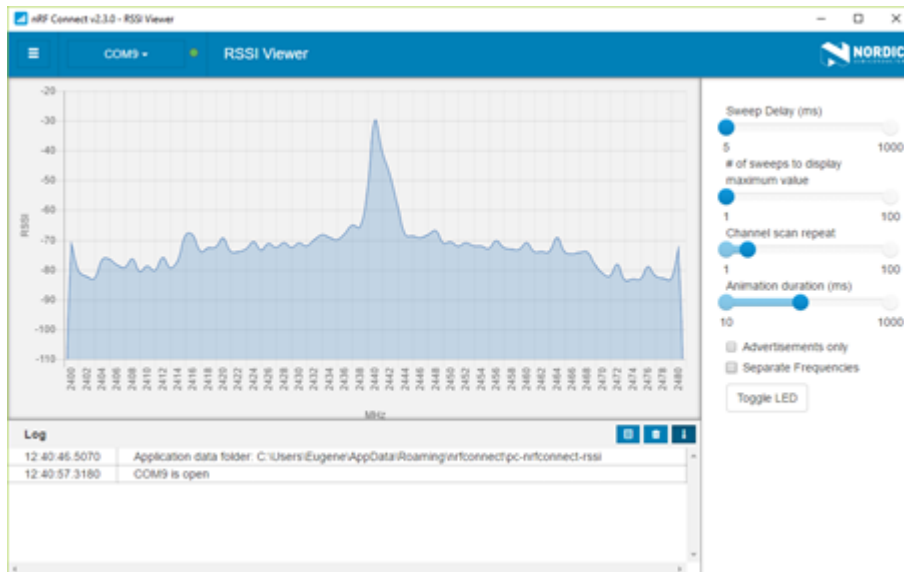 nRF Connect v2.3.0 - RSSI Viewer
COM9
RSSI Viewer
NORDIC
-20
-30
-40
-50
-60
-70
-80
-90
-100
-110
RSSI
2400 2402 2404 2406 2408 2410 2412 2414 2416 2418 2420 2422 2424 2426 2428 2430 2432 2434 2436 2438 2440 2442 2444 2446 2448 2450 2452 2454 2456 2458 2460 2462 2464 2466 2468 2470 2472 2474 2476 2478 2480
MHz
Sweep Delay (ms)
5 1000
# of sweeps to display
maximum value
1 100
Channel scan repeat
1 100
Animation duration (ms)
10 1000
Advertisements only
Separate Frequencies
Toggle LED
Log
12:40:46.5070 Application data folder: C:\Users\Eugene\AppData\Roaming\nrfconnect\pc-nrfconnect-rssi
12:40:57.3180 COM9 is open